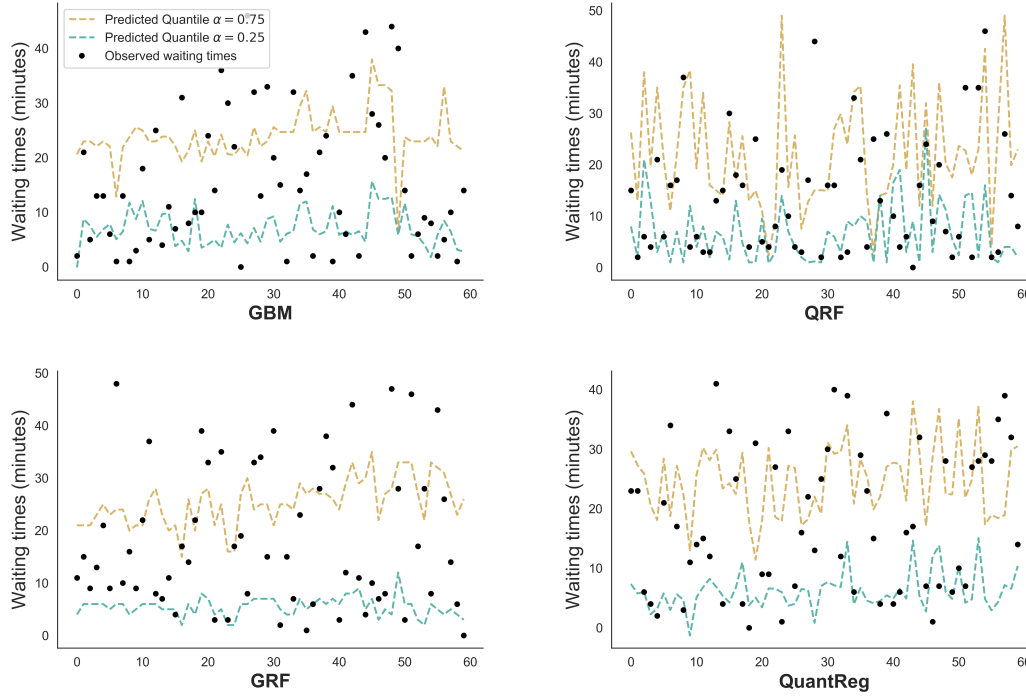 Predicted Quantile α = 0.75
Predicted Quantile α = 0.25
Observed waiting times
Waiting times (minutes)
40
30
20
10
0
0 10 20 30 40 50 60
GBM
Waiting times (minutes)
50
40
30
20
10
0
0 10 20 30 40 50 60
QRF
Waiting times (minutes)
50
40
30
20
10
0
0 10 20 30 40 50 60
GRF
Waiting times (minutes)
40
30
20
10
0
0 10 20 30 40 50 60
QuantReg